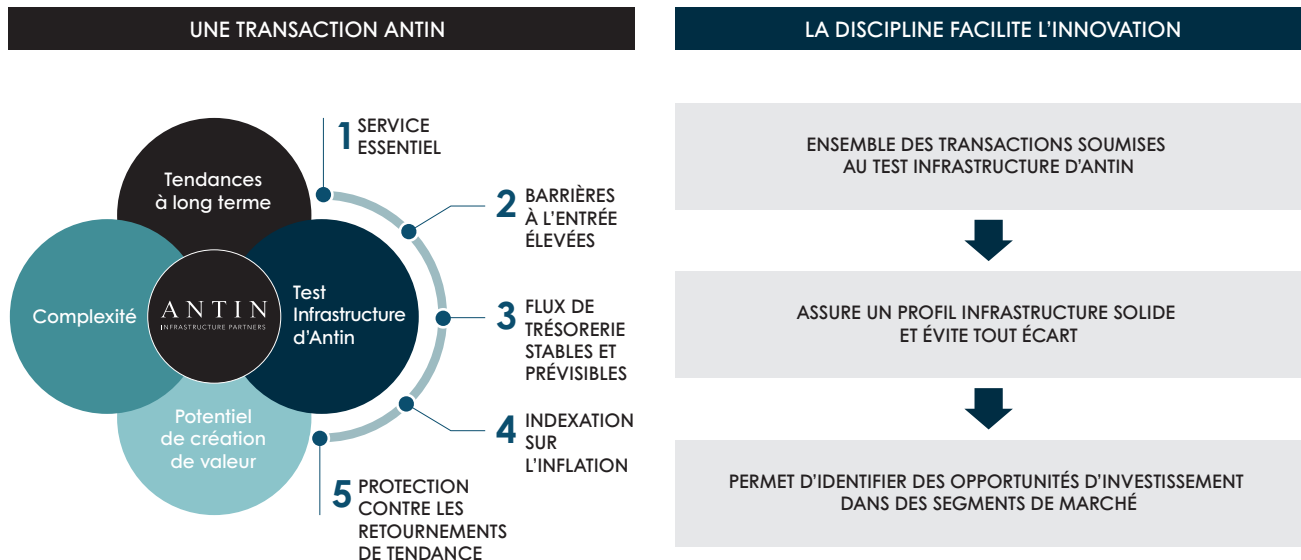 UNE TRANSACTION ANTIN
Tendances
à long terme
Complexité
ANTIN
INFRASTRUCTURE PARTNERS
Test
Infrastructure
d'Antin
Potentiel
de création
de valeur
1 SERVICE
ESSENTIEL
2 BARRIÈRES
À L'ENTRÉE
ÉLEVÉES
3 FLUX DE
TRÉSORERIE
STABLES ET
PRÉVISIBLES
4 INDEXATION
SUR
L'INFLATION
5 PROTECTION
CONTRE LES
RETOURNEMENTS
DE TENDANCE
LA DISCIPLINE FACILITE L'INNOVATION
ENSEMBLE DES TRANSACTIONS SOUMISES
AU TEST INFRASTRUCTURE D'ANTIN
ASSURE UN PROFIL INFRASTRUCTURE SOLIDE
ET ÉVITE TOUT ÉCART
PERMET D'IDENTIFIER DES OPPORTUNITÉS D'INVESTISSEMENT
DANS DES SEGMENTS DE MARCHÉ